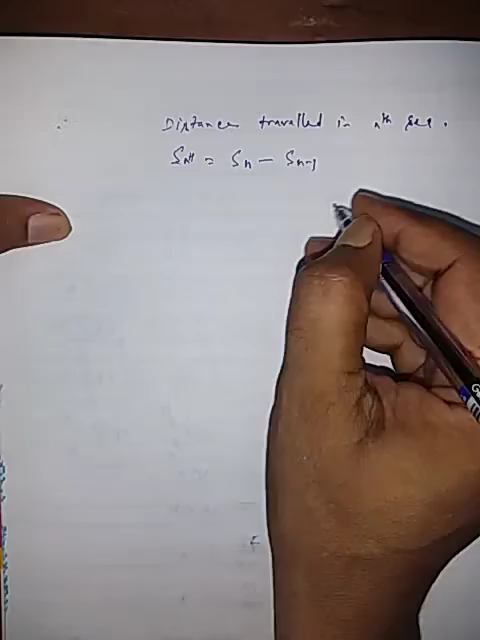 Distance travelled in nth sec.
Snth = Sn - Sn-1